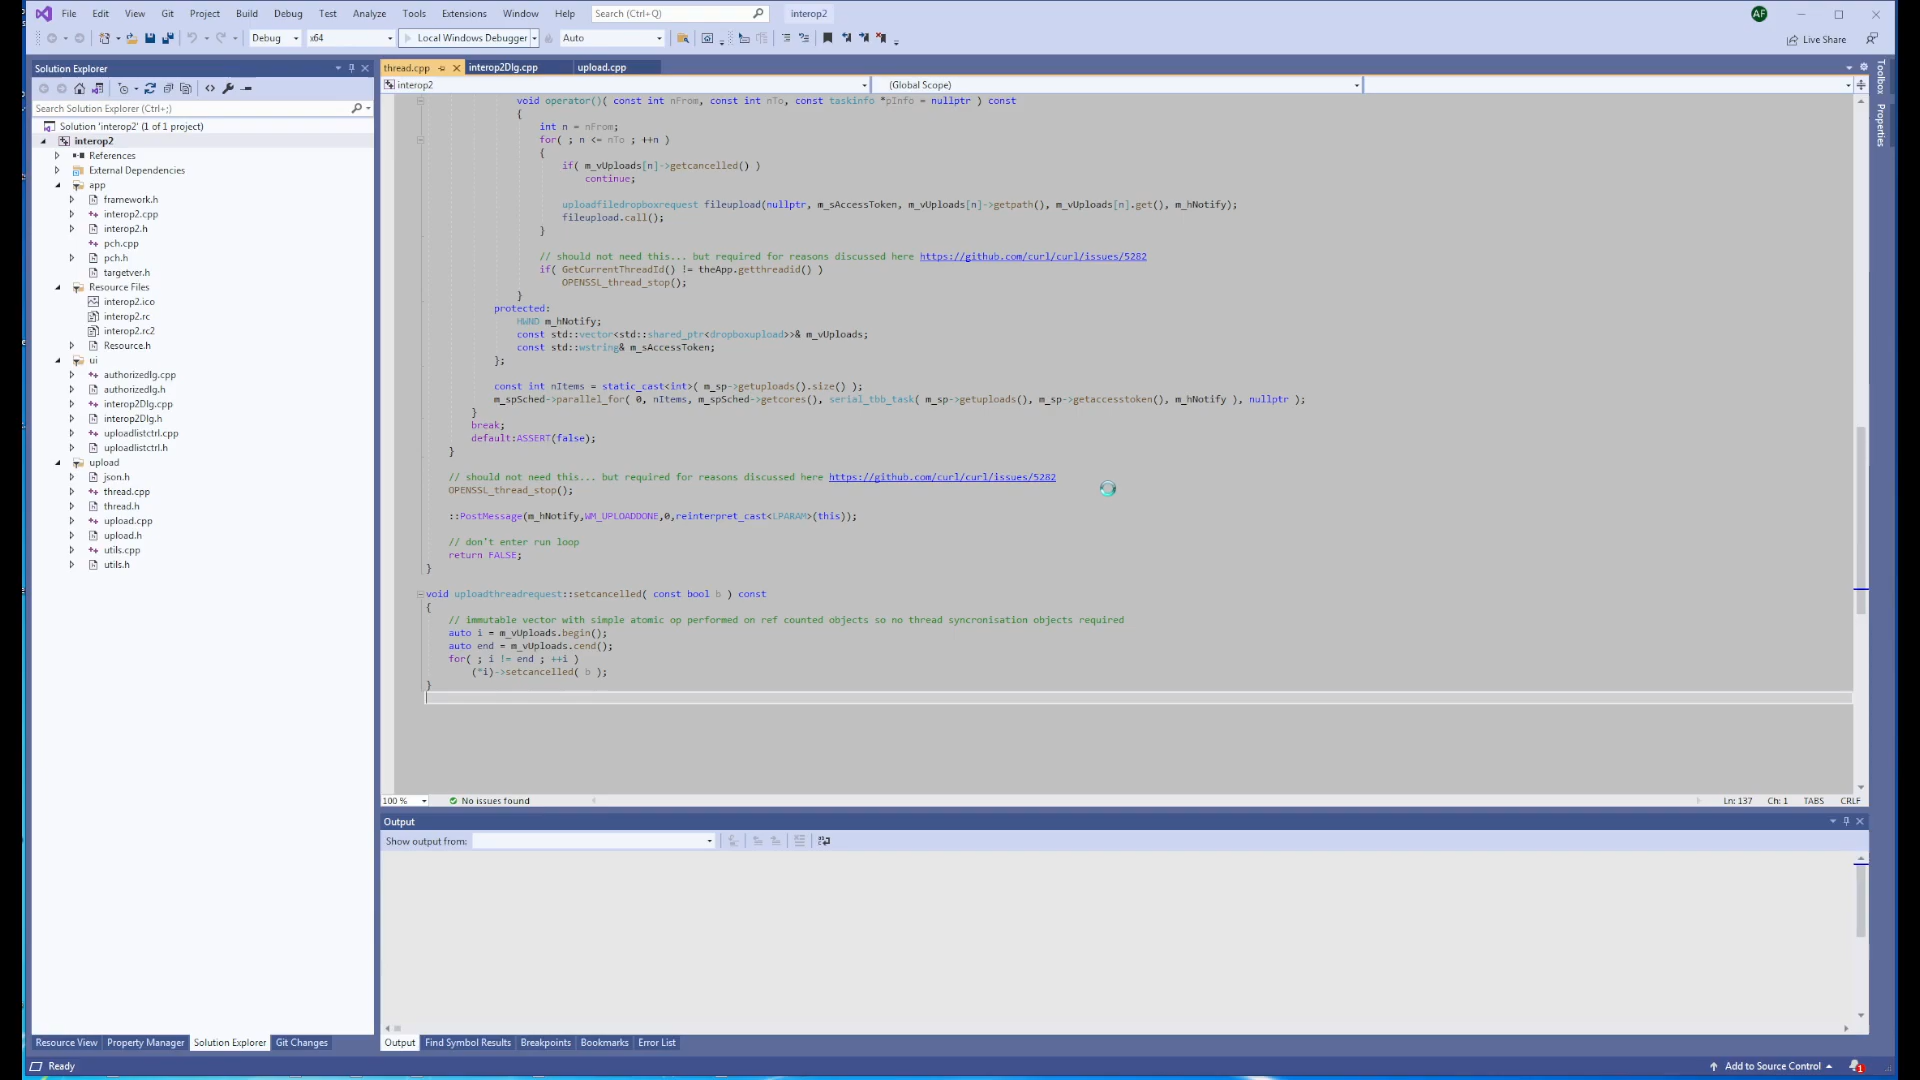 File Edit View Git Project Build Debug Test Analyze Tools Extensions Window Help Search (Ctrl+Q) interop2 AF
Debug x64 Local Windows Debugger Auto Live Share
Solution Explorer
Search Solution Explorer (Ctrl+;)
Solution 'interop2' (1 of 1 project)
interop2
References
External Dependencies
app
framework.h
interop2.cpp
interop2.h
pch.cpp
pch.h
targetver.h
Resource Files
interop2.ico
interop2.rc
interop2.rc2
Resource.h
ui
authorizedlg.cpp
authorizedlg.h
interop2Dlg.cpp
interop2Dlg.h
uploadlistctrl.cpp
uploadlistctrl.h
upload
json.h
thread.cpp
thread.h
upload.cpp
upload.h
utils.cpp
utils.h
Resource View Property Manager Solution Explorer Git Changes
thread.cpp interop2Dlg.cpp upload.cpp
interop2 (Global Scope)
void operator()( const int nFrom, const int nTo, const taskinfo *pInfo = nullptr ) const
{
int n = nFrom;
for( ; n <= nTo ; ++n )
{
if( m_vUploads[n]->getcancelled() )
continue;
uploadfiledropboxrequest fileupload(nullptr, m_sAccessToken, m_vUploads[n]->getpath(), m_vUploads[n].get(), m_hNotify);
fileupload.call();
}
// should not need this... but required for reasons discussed here https://github.com/curl/curl/issues/5282
if( GetCurrentThreadId() != theApp.getthreadid() )
OPENSSL_thread_stop();
}
protected:
HWND m_hNotify;
const std::vector<std::shared_ptr<dropboxupload>>& m_vUploads;
const std::wstring& m_sAccessToken;
};
const int nItems = static_cast<int>( m_sp->getuploads().size() );
m_spSched->parallel_for( 0, nItems, m_spSched->getcores(), serial_tbb_task( m_sp->getuploads(), m_sp->getaccesstoken(), m_hNotify ), nullptr );
}
break;
default:ASSERT(false);
}
// should not need this... but required for reasons discussed here https://github.com/curl/curl/issues/5282
OPENSSL_thread_stop();
::PostMessage(m_hNotify,WM_UPLOADDONE,0,reinterpret_cast<LPARAM>(this));
// don't enter run loop
return FALSE;
}
void uploadthreadrequest::setcancelled( const bool b ) const
{
// immutable vector with simple atomic op performed on ref counted objects so no thread syncronisation objects required
auto i = m_vUploads.begin();
auto end = m_vUploads.cend();
for( ; i != end ; ++i )
(*i)->setcancelled( b );
}
100 % No issues found Ln: 137 Ch: 1 TABS CRLF
Output
Show output from:
Output Find Symbol Results Breakpoints Bookmarks Error List
Toolbox
Properties
Ready Add to Source Control 1